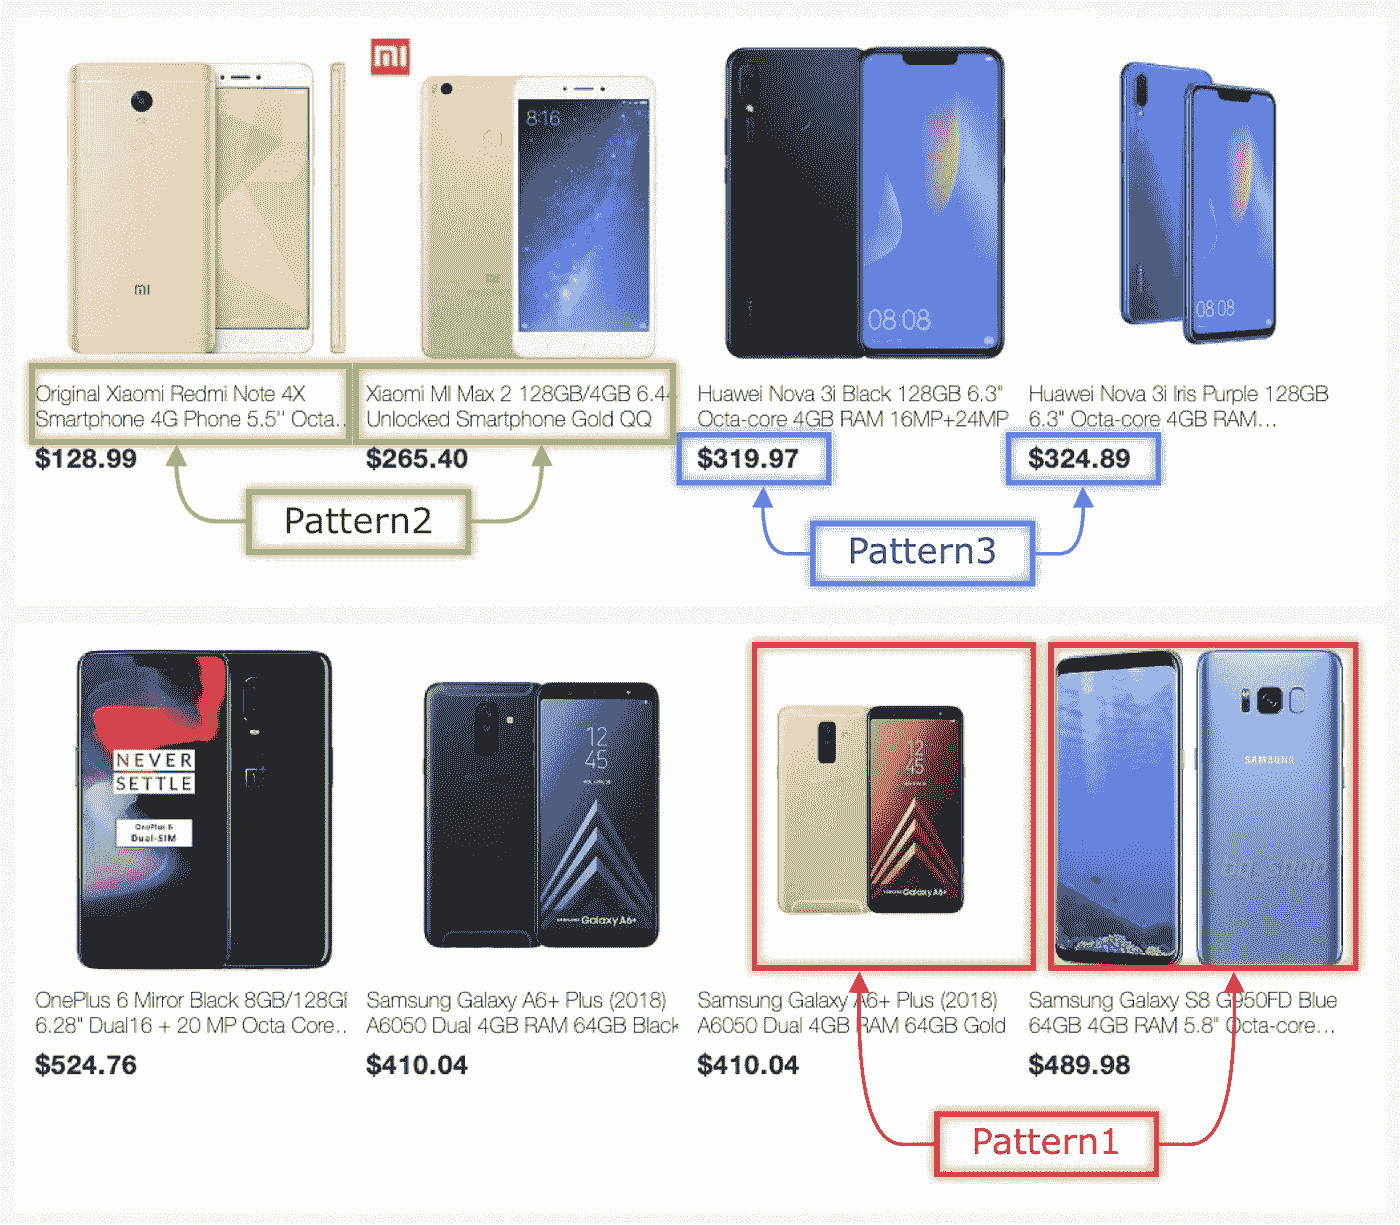 mi
8:16
08:08
08:08
mi
mi
Original Xiaomi Redmi Note 4X
Smartphone 4G Phone 5.5" Octa...
$128.99
Xiaomi MI Max 2 128GB/4GB 6.44
Unlocked Smartphone Gold QQ
$265.40
Huawei Nova 3i Black 128GB 6.3"
Octa-core 4GB RAM 16MP+24MP
$319.97
Huawei Nova 3i Iris Purple 128GB
6.3" Octa-core 4GB RAM...
$324.89
Pattern2
Pattern3
NEVER
SETTLE
OnePlus 6
Dual-SIM
12
45
SAMSUNG Galaxy A6+
12
45
Galaxy A6+
SAMSUNG
OnePlus 6 Mirror Black 8GB/128GB
6.28" Dual16 + 20 MP Octa Core...
$524.76
Samsung Galaxy A6+ Plus (2018)
A6050 Dual 4GB RAM 64GB Black
$410.04
Samsung Galaxy A6+ Plus (2018)
A6050 Dual 4GB RAM 64GB Gold
$410.04
Samsung Galaxy S8 G950FD Blue
64GB 4GB RAM 5.8" Octa-core...
$489.98
Pattern1